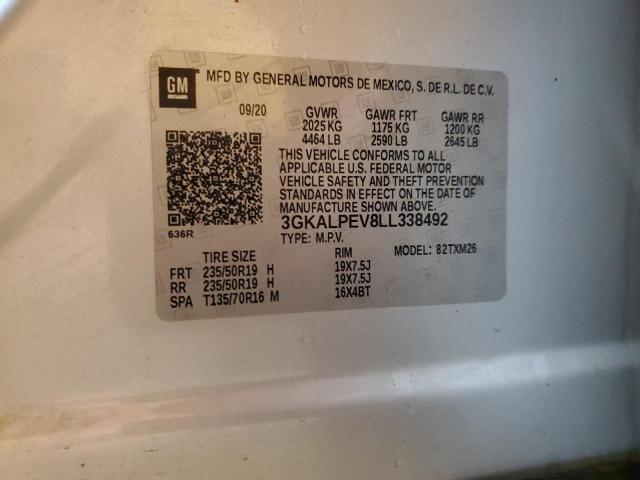 GM
MFD BY GENERAL MOTORS DE MEXICO, S. DE R.L. DE C.V.
09/20 GVWR GAWR FRT GAWR RR
2025 KG 1175 KG 1200 KG
4464 LB 2590 LB 2645 LB
THIS VEHICLE CONFORMS TO ALL
APPLICABLE U.S. FEDERAL MOTOR
VEHICLE SAFETY AND THEFT PREVENTION
STANDARDS IN EFFECT ON THE DATE OF
MANUFACTURE SHOWN ABOVE.
636R 3GKALPEV8LL338492
TYPE: M.P.V. MODEL: 82TXM26
TIRE SIZE RIM
FRT 235/50R19 H 19X7.5J
RR 235/50R19 H 19X7.5J
SPA T135/70R16 M 16X4BT